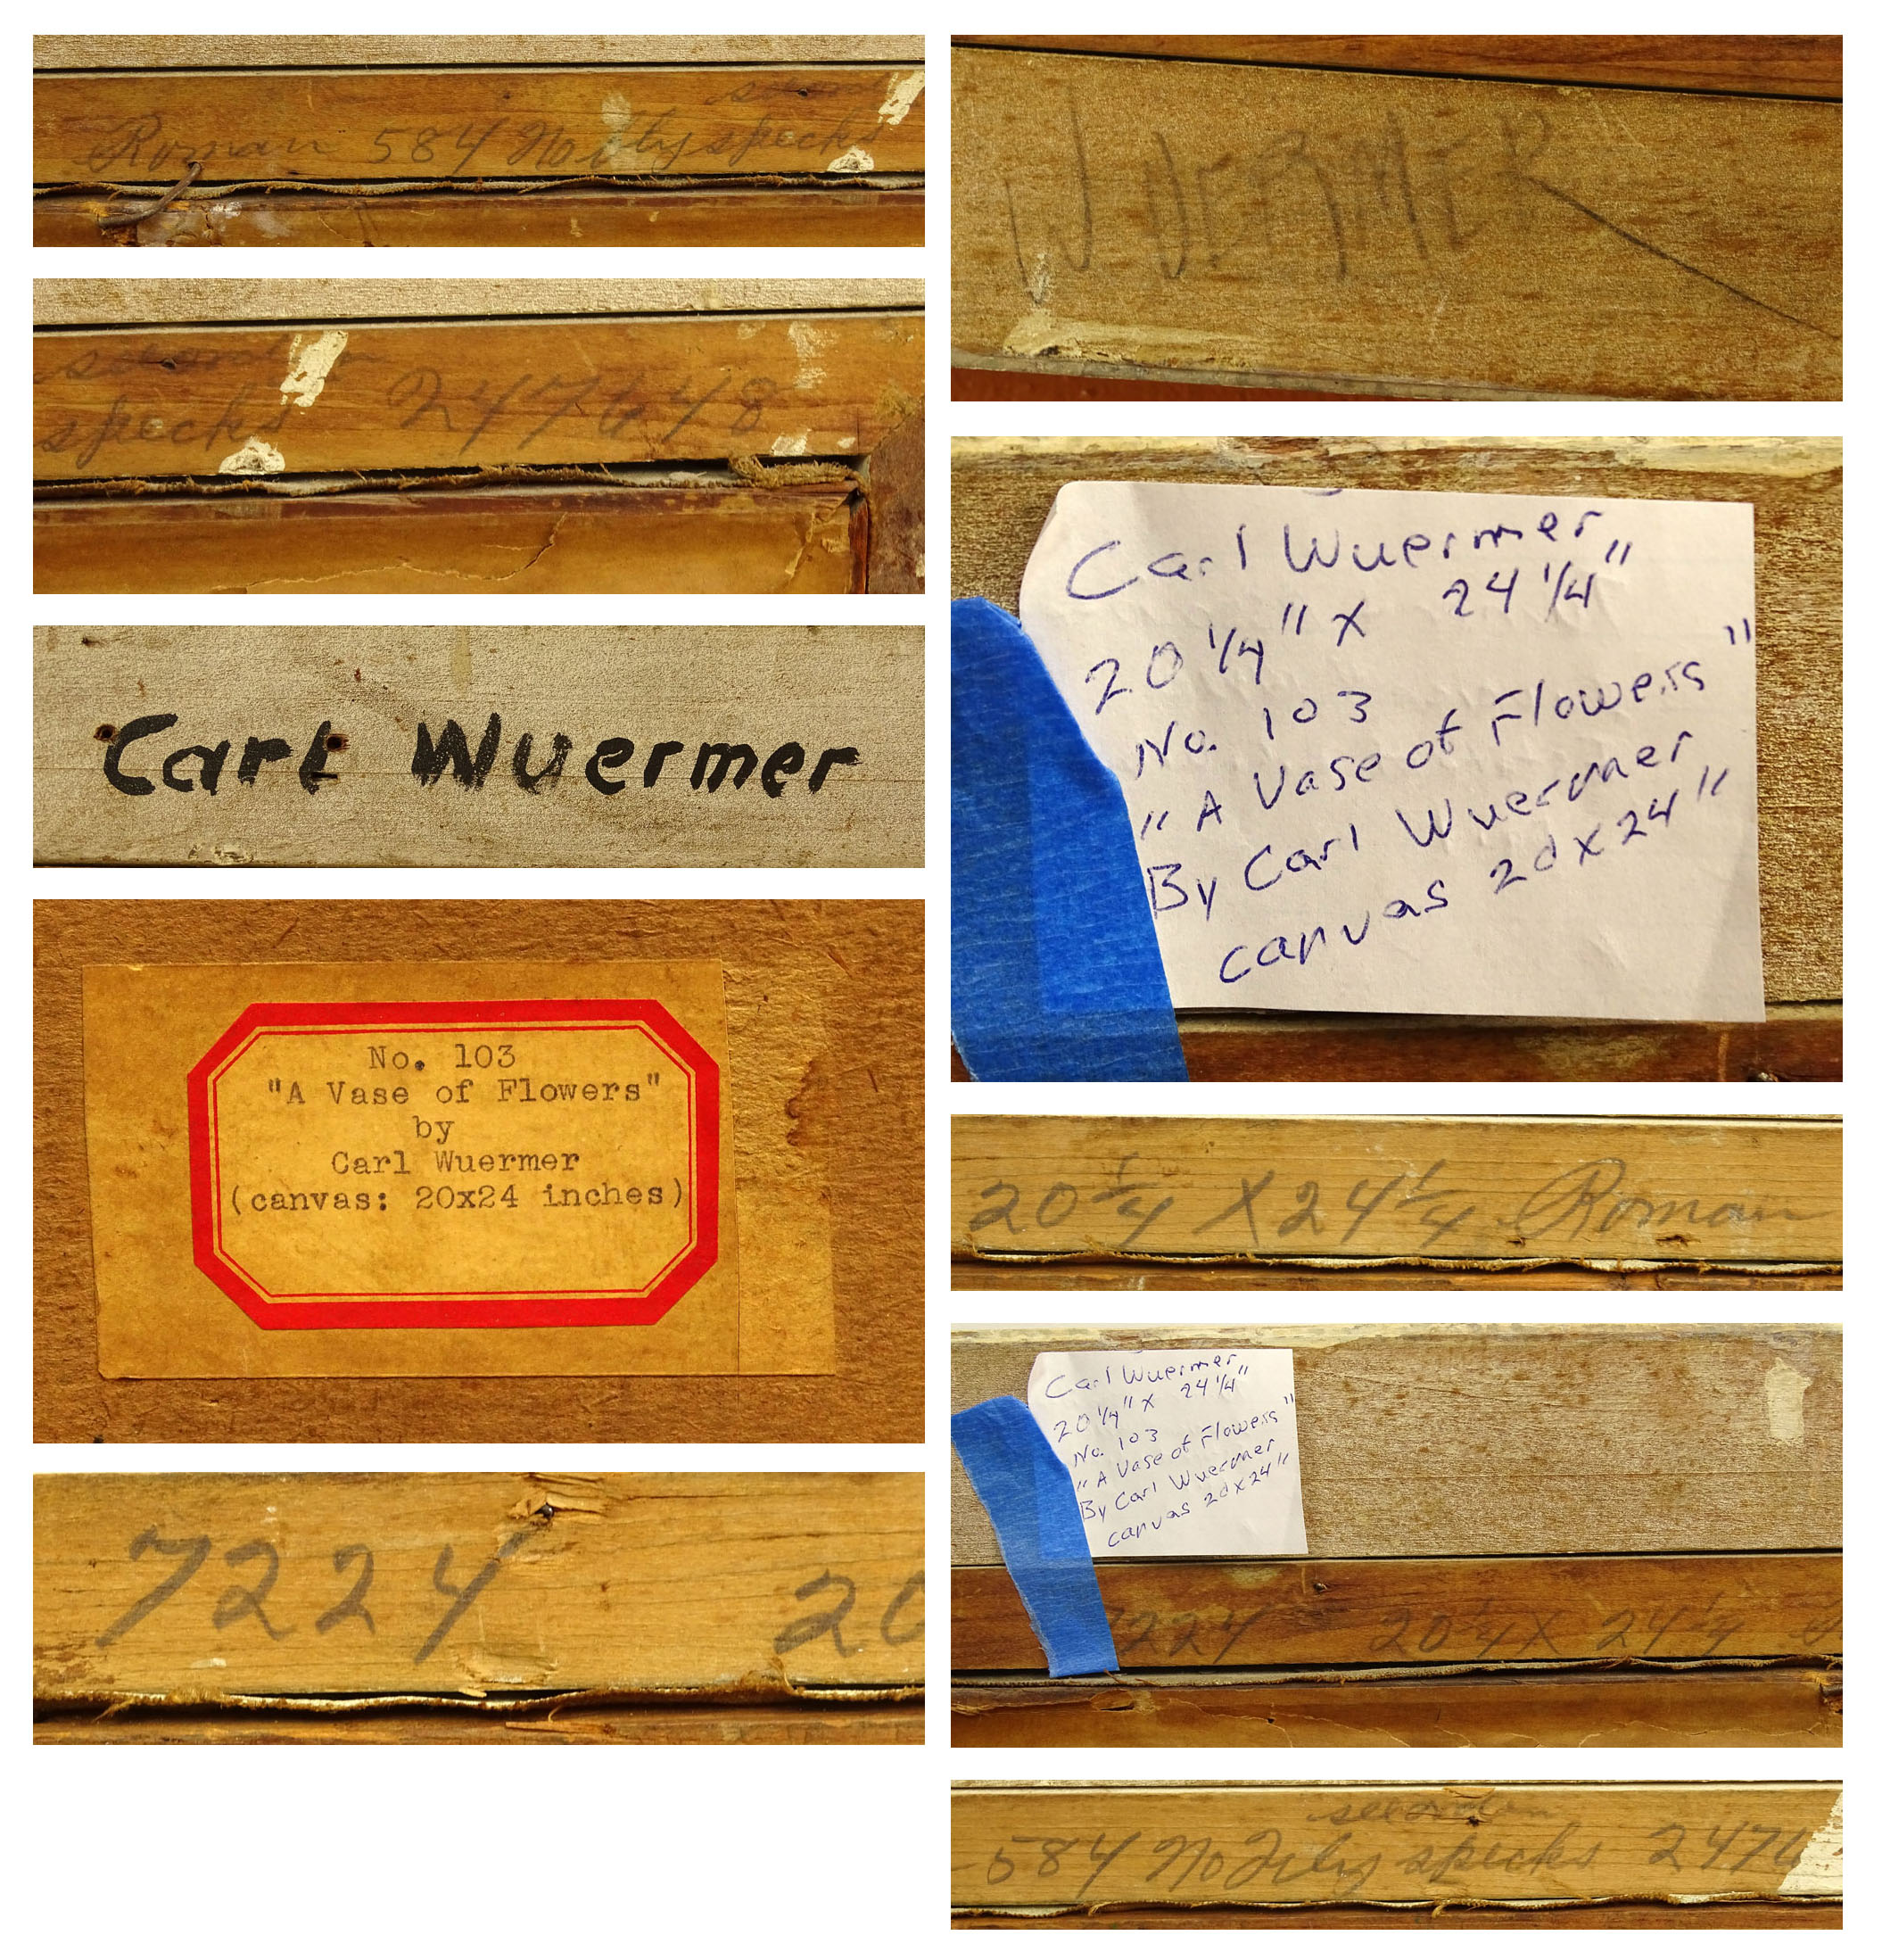 Roman 584 No fly specks
specks 247648
Carl Wuermer
No. 103
"A Vase of Flowers"
by
Carl Wuermer
(canvas: 20x24 inches)
7224 20
WUERMER
Carl Wuermer
20 1/4" x 24 1/4"
No. 103
"A Vase of Flowers"
By Carl Wuermer
canvas 20x24"
20 1/4 X 24 1/4 Roman
Carl Wuermer
20 1/4" x 24 1/4"
No. 103
"A Vase of Flowers"
By Carl Wuermer
canvas 20x24"
224 20 1/4 X 24 1/4
584 No Fly specks 2476